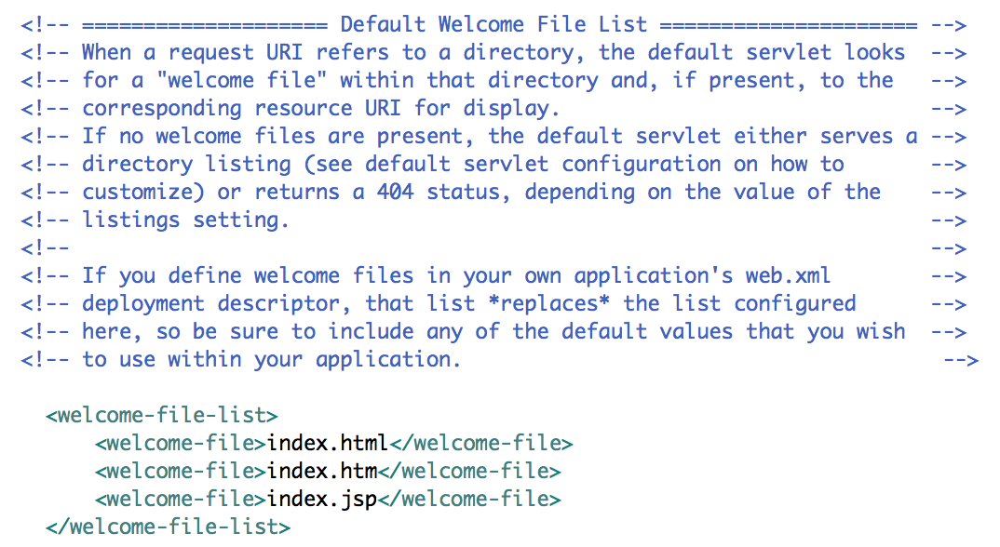 <!-- ==================== Default Welcome File List ===================== -->
<!-- When a request URI refers to a directory, the default servlet looks  -->
<!-- for a "welcome file" within that directory and, if present, to the   -->
<!-- corresponding resource URI for display.                              -->
<!-- If no welcome files are present, the default servlet either serves a -->
<!-- directory listing (see default servlet configuration on how to       -->
<!-- customize) or returns a 404 status, depending on the value of the    -->
<!-- listings setting.                                                    -->
<!--                                                                      -->
<!-- If you define welcome files in your own application's web.xml        -->
<!-- deployment descriptor, that list *replaces* the list configured      -->
<!-- here, so be sure to include any of the default values that you wish  -->
<!-- to use within your application.                                       -->
  <welcome-file-list>
      <welcome-file>index.html</welcome-file>
      <welcome-file>index.htm</welcome-file>
      <welcome-file>index.jsp</welcome-file>
  </welcome-file-list>